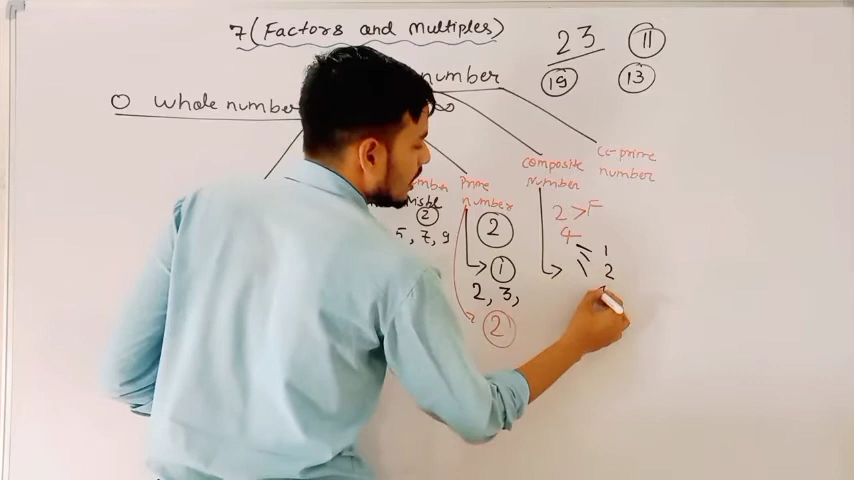 7 (Factors and multiples)
23 11
19 13
number
0 whole number ∞
composite
number
Co-prime
number
Prime
number
2
5, 7, 9
2
1
2, 3,
2
2 > F
4
1
2